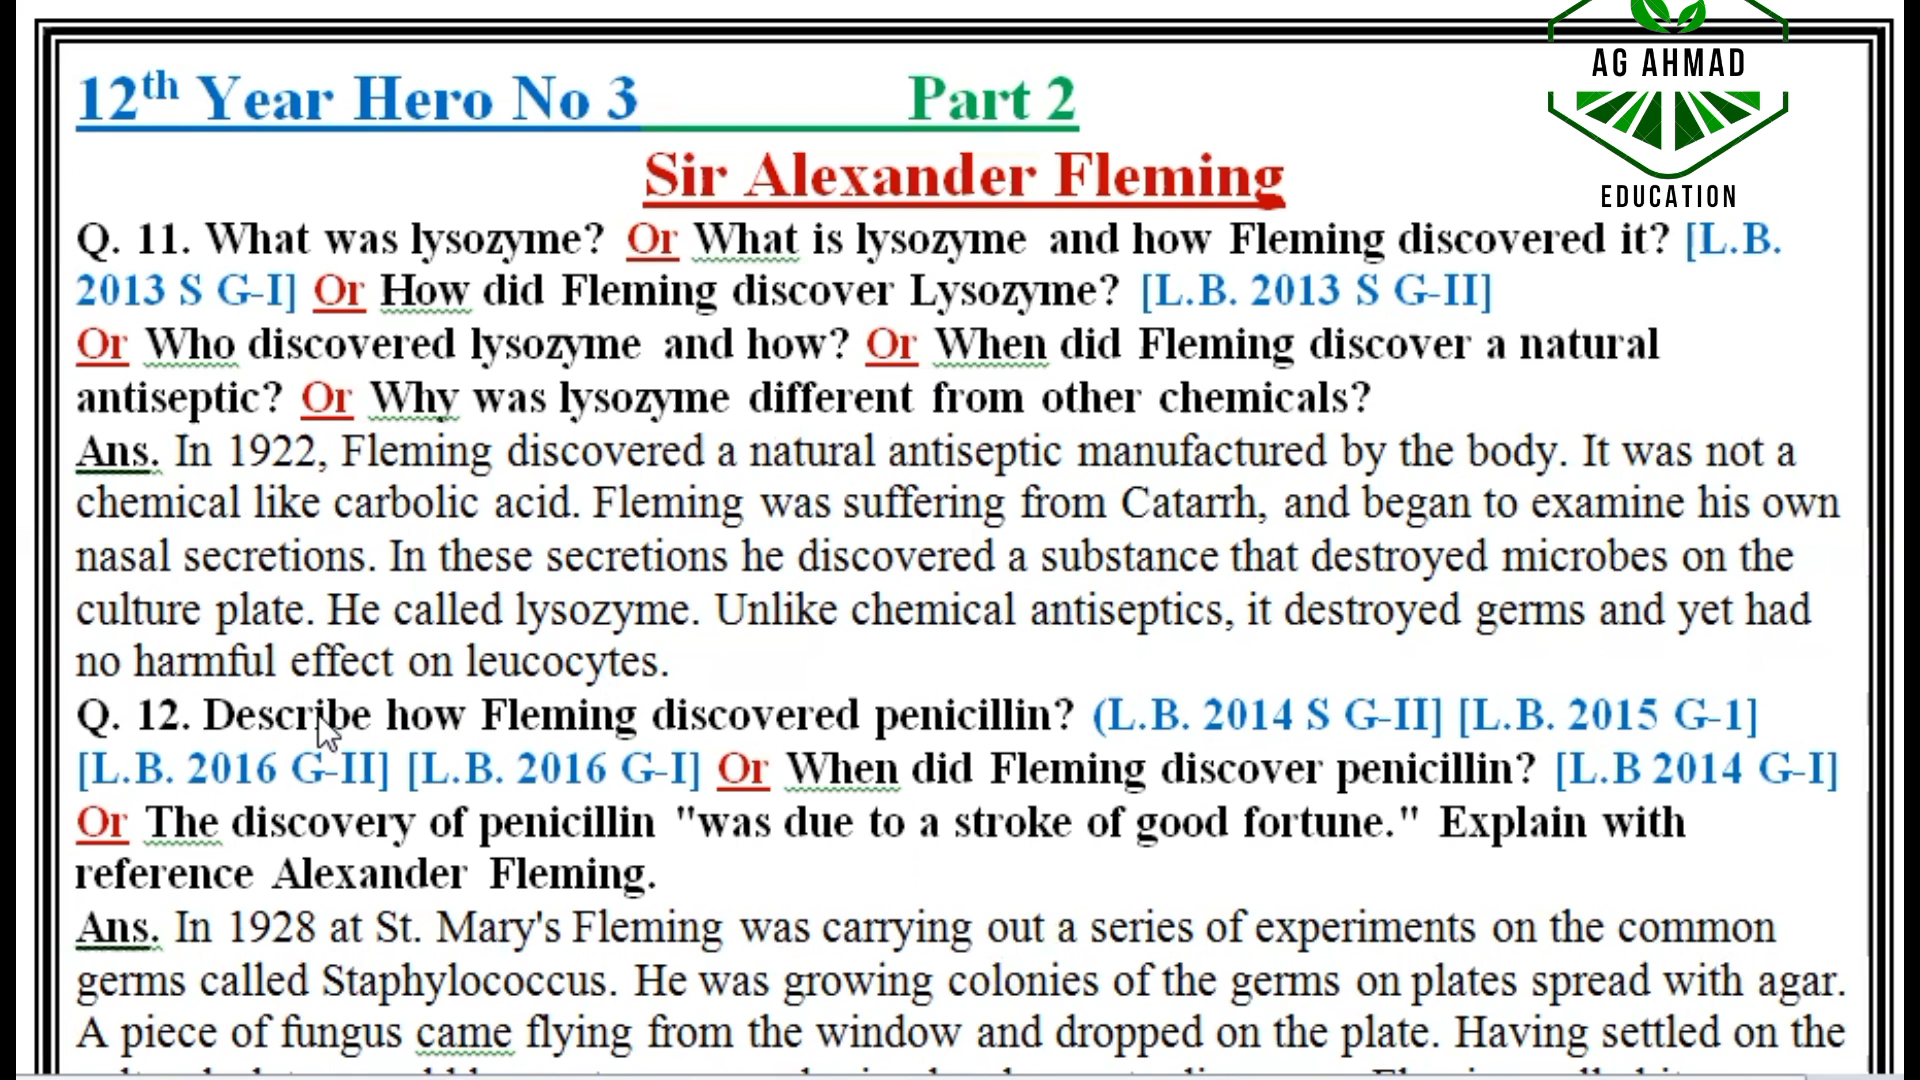 AG AHMAD
EDUCATION
12th Year Hero No 3 Part 2
Sir Alexander Fleming
Q. 11. What was lysozyme? Or What is lysozyme and how Fleming discovered it? [L.B.
2013 S G-I] Or How did Fleming discover Lysozyme? [L.B. 2013 S G-II]
Or Who discovered lysozyme and how? Or When did Fleming discover a natural
antiseptic? Or Why was lysozyme different from other chemicals?
Ans. In 1922, Fleming discovered a natural antiseptic manufactured by the body. It was not a
chemical like carbolic acid. Fleming was suffering from Catarrh, and began to examine his own
nasal secretions. In these secretions he discovered a substance that destroyed microbes on the
culture plate. He called lysozyme. Unlike chemical antiseptics, it destroyed germs and yet had
no harmful effect on leucocytes.
Q. 12. Describe how Fleming discovered penicillin? (L.B. 2014 S G-II] [L.B. 2015 G-1]
[L.B. 2016 G-II] [L.B. 2016 G-I] Or When did Fleming discover penicillin? [L.B 2014 G-I]
Or The discovery of penicillin "was due to a stroke of good fortune." Explain with
reference Alexander Fleming.
Ans. In 1928 at St. Mary's Fleming was carrying out a series of experiments on the common
germs called Staphylococcus. He was growing colonies of the germs on plates spread with agar.
A piece of fungus came flying from the window and dropped on the plate. Having settled on the